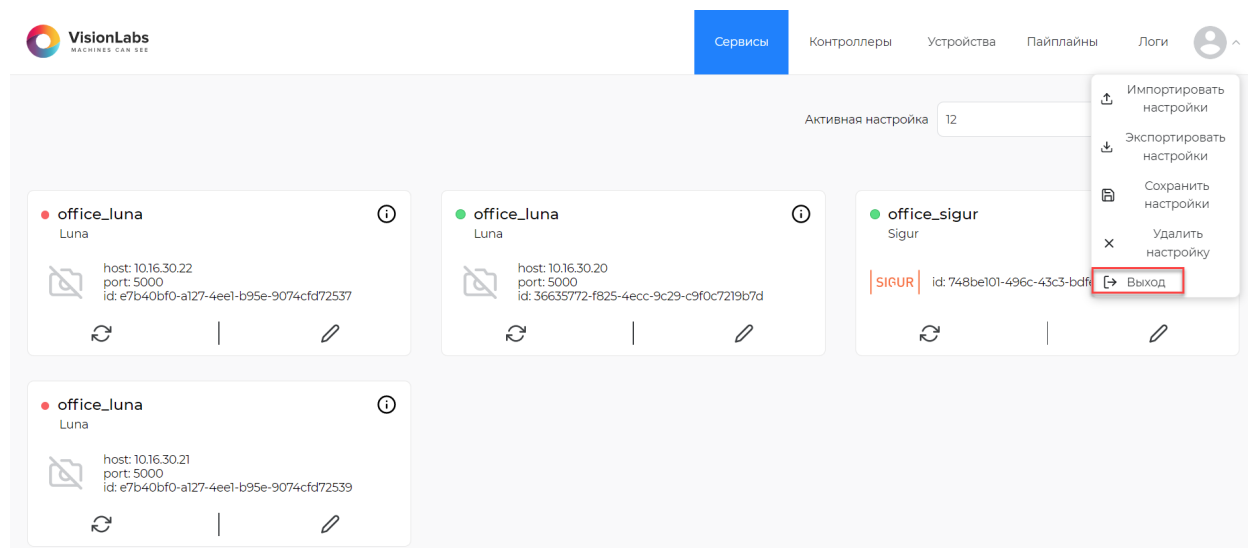 VisionLabs
MACHINES CAN SEE
Сервисы
Контроллеры
Устройства
Пайплайны
Логи
Импортировать
настройки
Экспортировать
настройки
Сохранить
настройки
Удалить
настройку
Выход
Активная настройка
12
office_luna
Luna
host: 10.16.30.22
port: 5000
id: e7b40bf0-a127-4ee1-b95e-9074cfd72537
office_luna
Luna
host: 10.16.30.20
port: 5000
id: 36635772-f825-4ecc-9c29-c9f0c7219b7d
office_sigur
Sigur
SIGUR
id: 748be101-496c-43c3-bdf
office_luna
Luna
host: 10.16.30.21
port: 5000
id: e7b40bf0-a127-4ee1-b95e-9074cfd72539